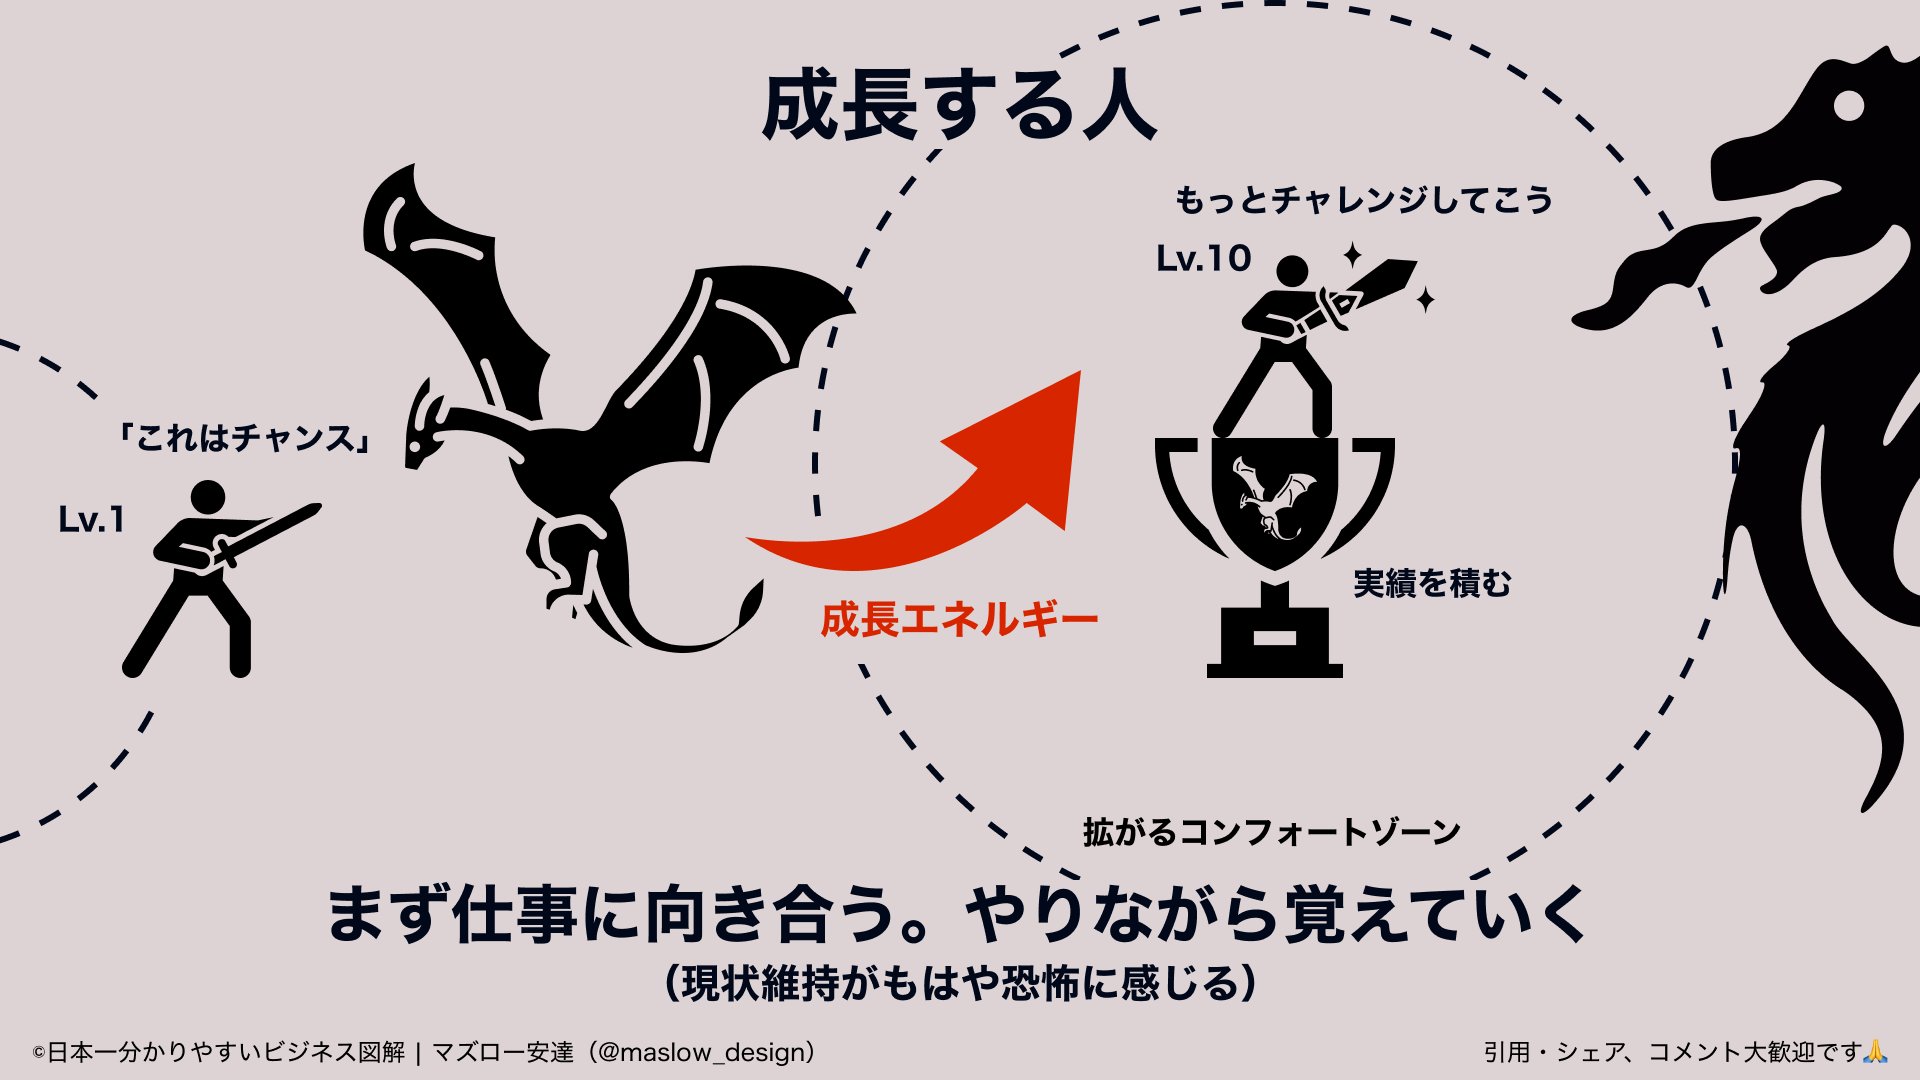 成長する人
もっとチャレンジしてこう
Lv.10
「これはチャンス」
Lv.1
実績を積む
成長エネルギー
拡がるコンフォートゾーン
まず仕事に向き合う。やりながら覚えていく
（現状維持がもはや恐怖に感じる）
©日本一分かりやすいビジネス図解 | マズロー安達（@maslow_design）
引用・シェア、コメント大歓迎です🙏